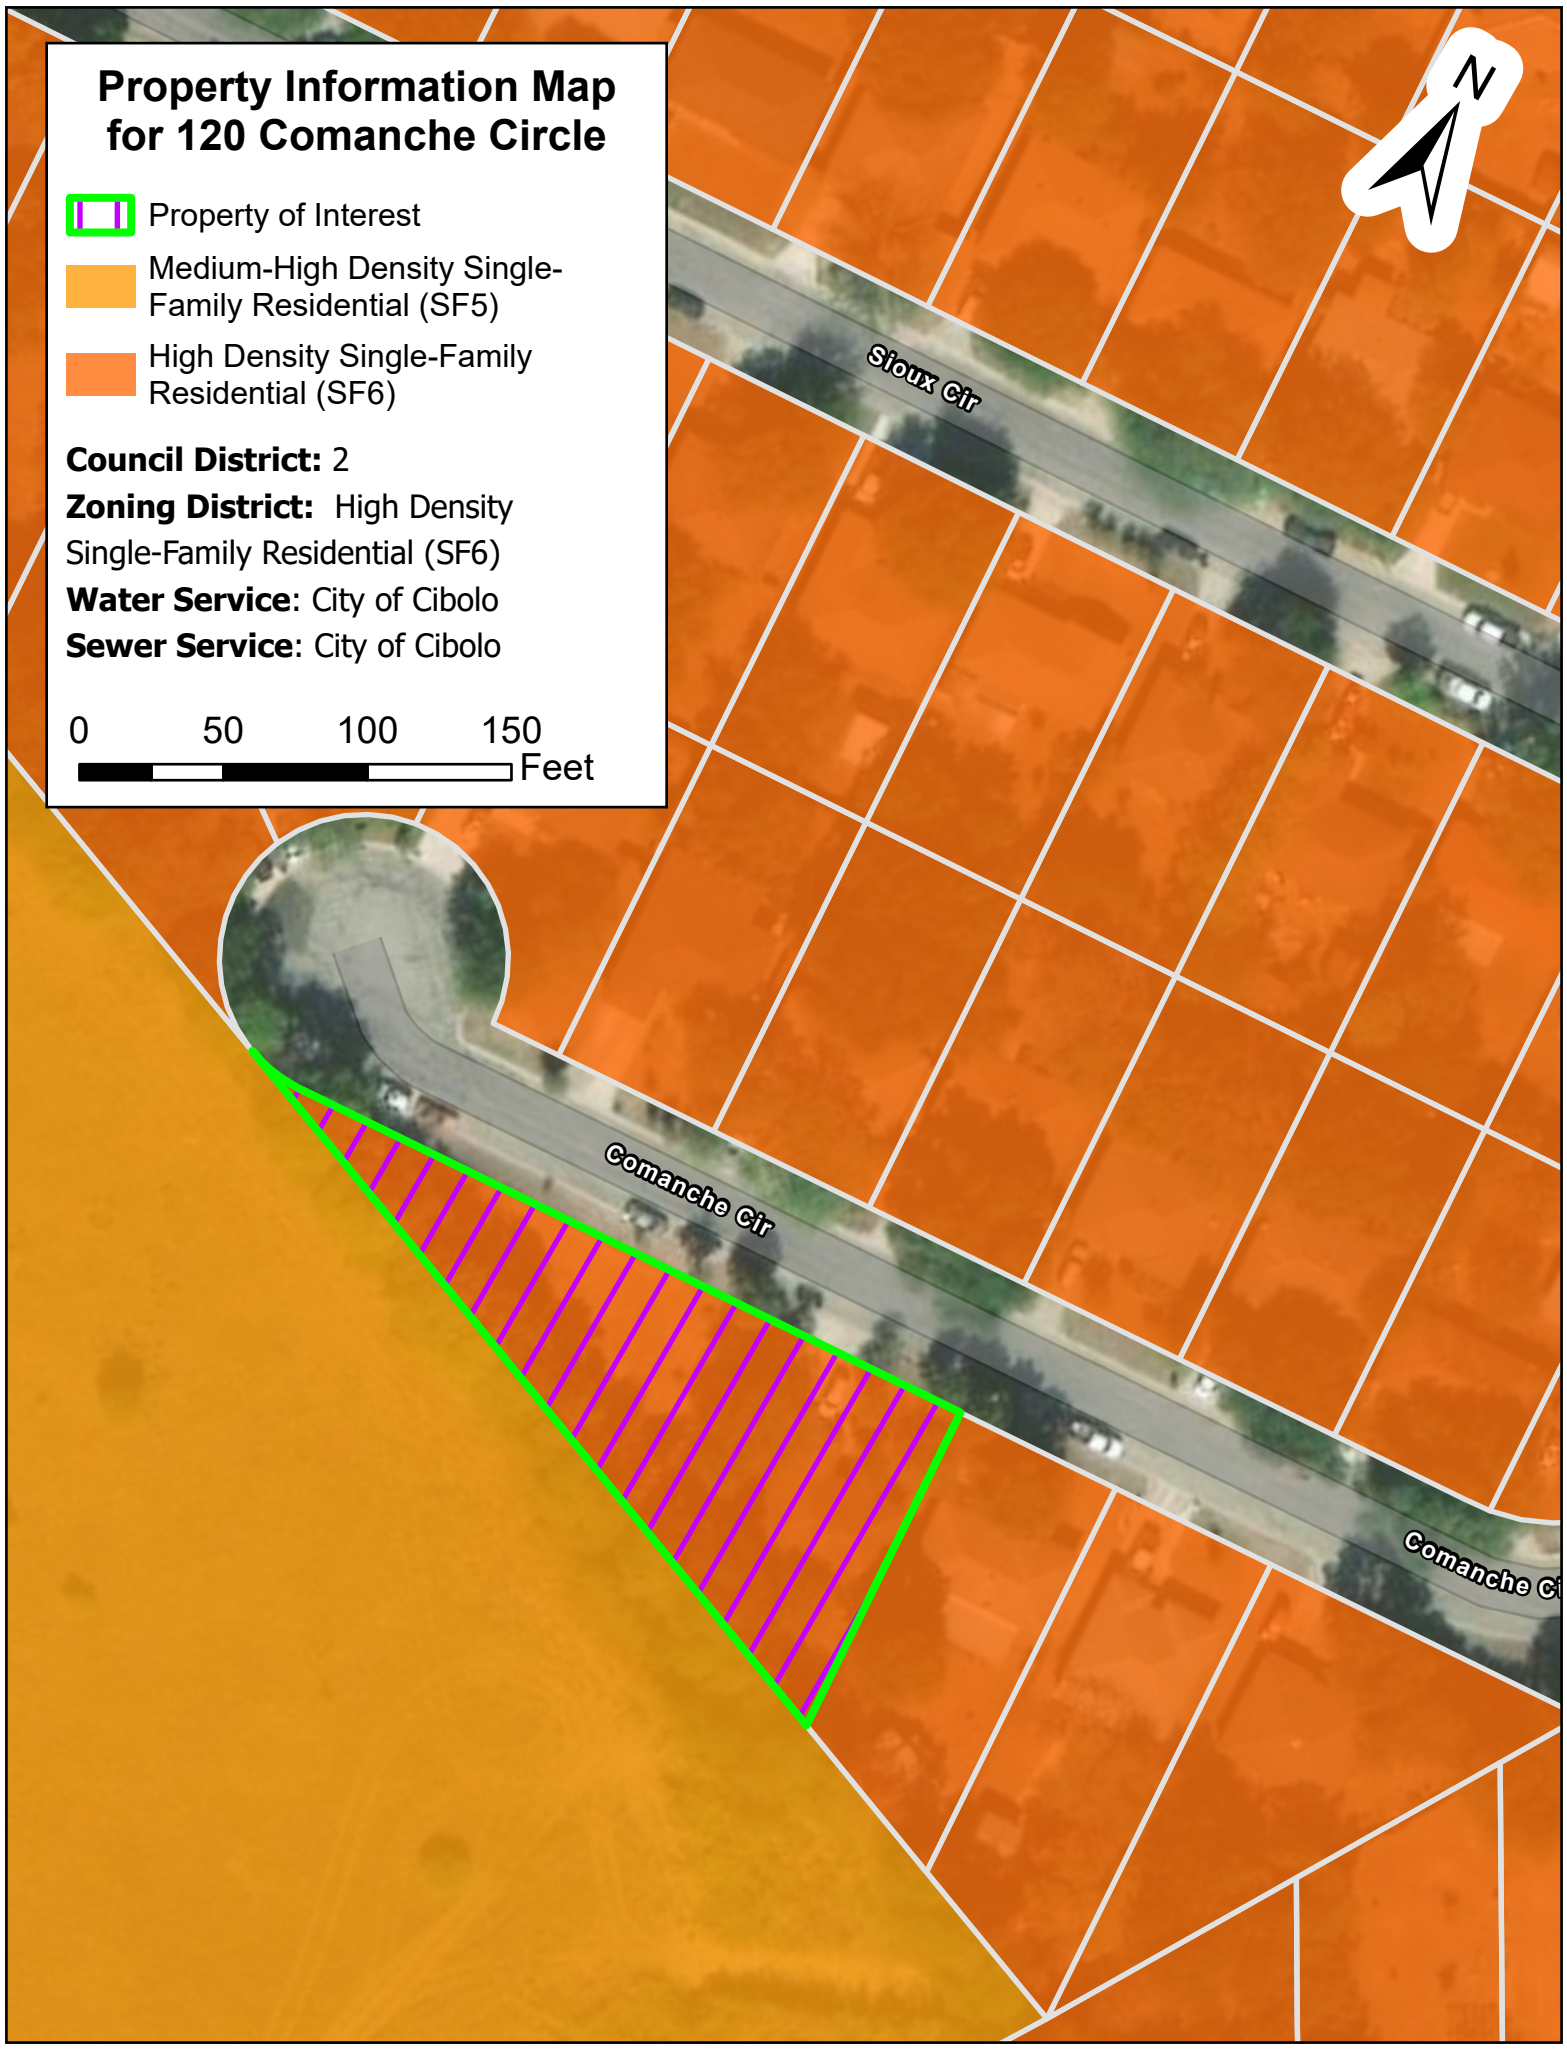 Property Information Map
for 120 Comanche Circle
Property of Interest
Medium-High Density Single-
Family Residential (SF5)
High Density Single-Family
Residential (SF6)
Council District: 2
Zoning District: High Density
Single-Family Residential (SF6)
Water Service: City of Cibolo
Sewer Service: City of Cibolo
0 50 100 150
Feet
N
Sioux Cir
Comanche Cir
Comanche Ci